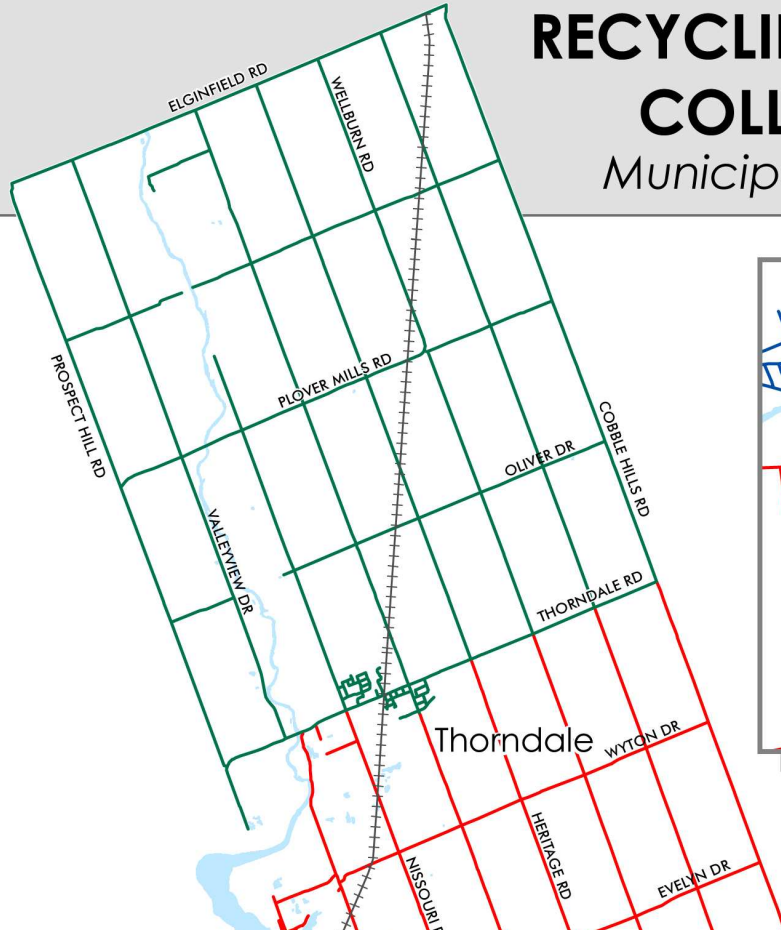 RECYCLI
COLL
Municip
ELGINFIELD RD
WELLBURN RD
PROSPECT HILL RD
PLOVER MILLS RD
COBBLE HILLS RD
OLIVER DR
VALLEYVIEW DR
THORNDALE RD
Thorndale
WYTON DR
HERITAGE RD
NISSOURI
EVELYN DR